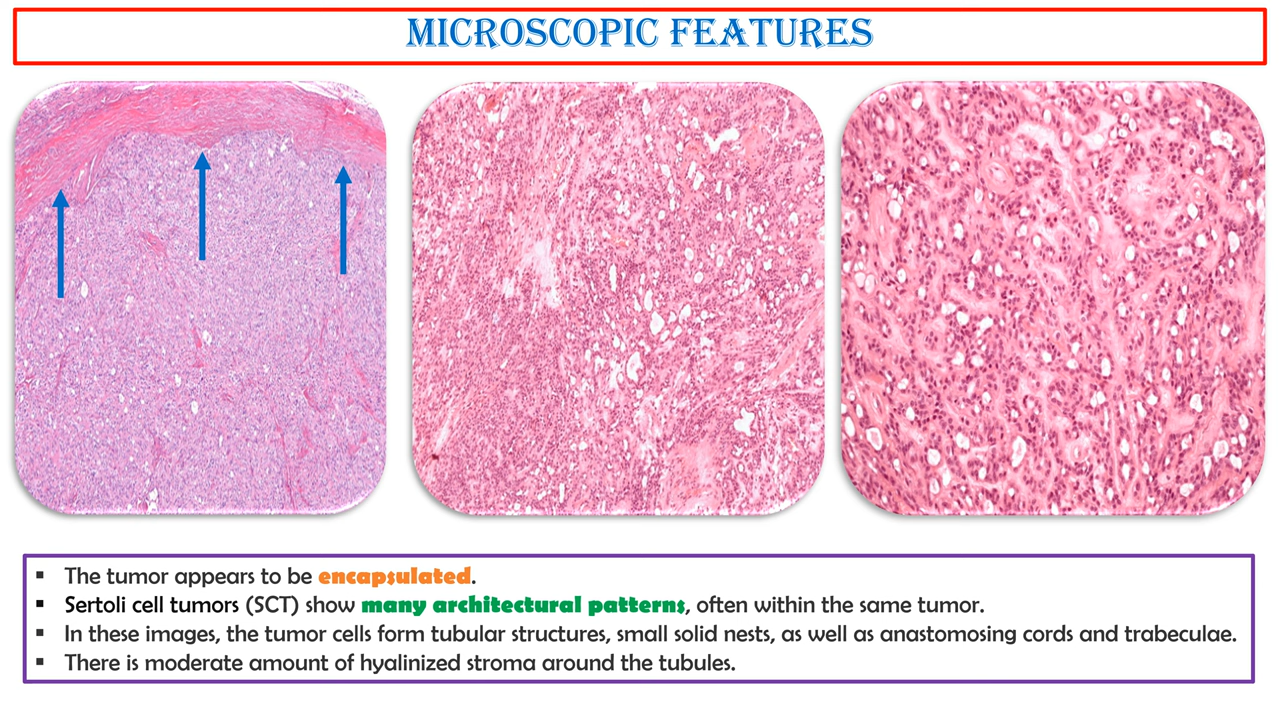 MICROSCOPIC FEATURES
▪ The tumor appears to be encapsulated.
▪ Sertoli cell tumors (SCT) show many architectural patterns, often within the same tumor.
▪ In these images, the tumor cells form tubular structures, small solid nests, as well as anastomosing cords and trabeculae.
▪ There is moderate amount of hyalinized stroma around the tubules.